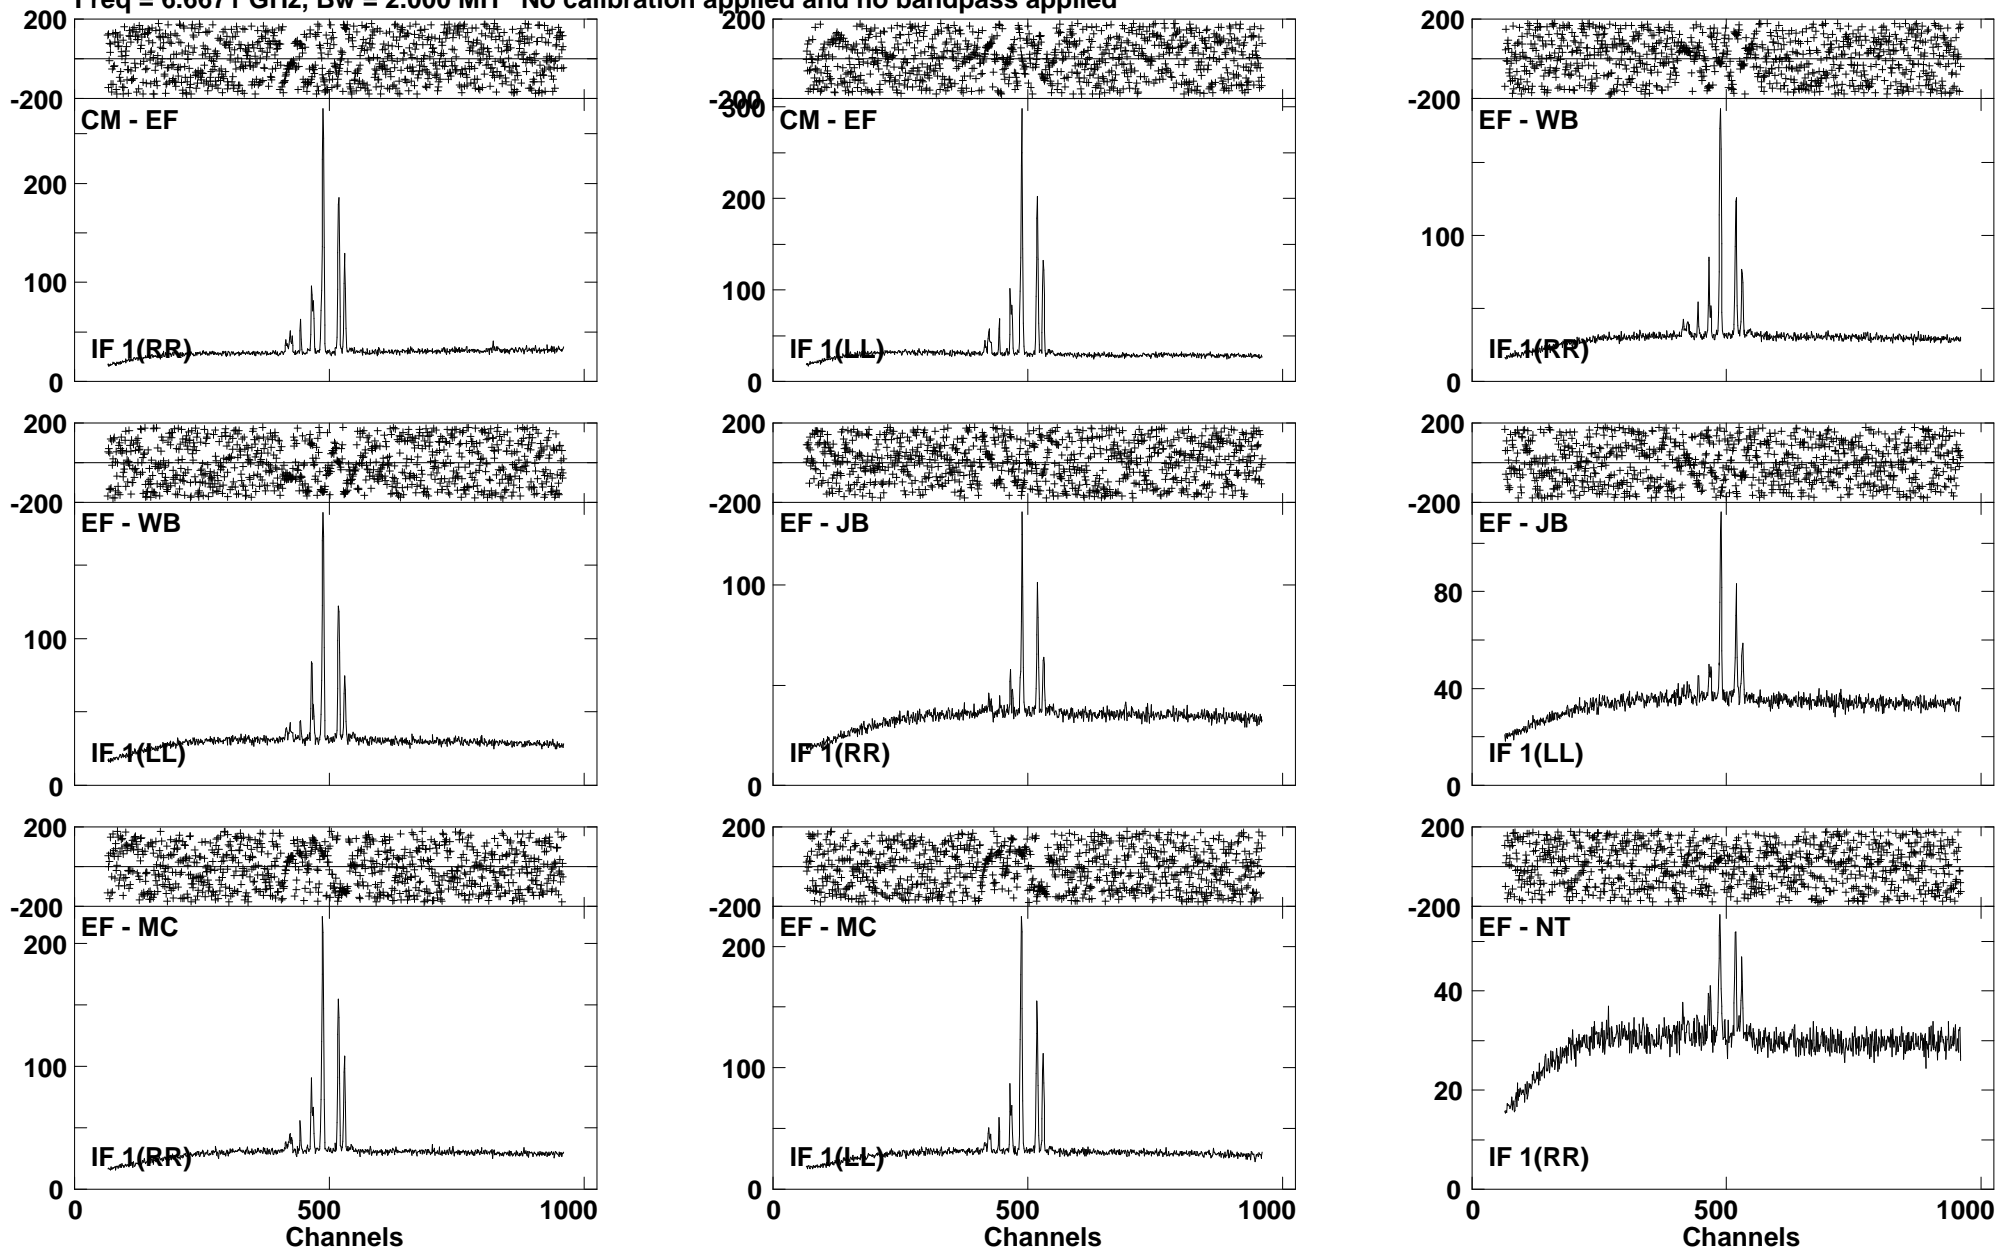 Freq = 6.6671 GHz, Bw = 2.000 MH No calibration applied and no bandpass applied
200
-200
CM - EF
200
100
0
IF 1(RR)
200
-200
300
CM - EF
200
100
0
IF 1(LL)
200
-200
EF - WB
100
0
IF 1(RR)
200
-200
EF - WB
100
0
IF 1(LL)
200
-200
EF - JB
100
0
IF 1(RR)
200
-200
EF - JB
80
40
0
IF 1(LL)
200
-200
EF - MC
200
100
0
IF 1(RR)
0 500 1000
Channels
200
-200
EF - MC
200
100
0
IF 1(LL)
0 500 1000
Channels
200
-200
EF - NT
40
20
0
IF 1(RR)
0 500 1000
Channels